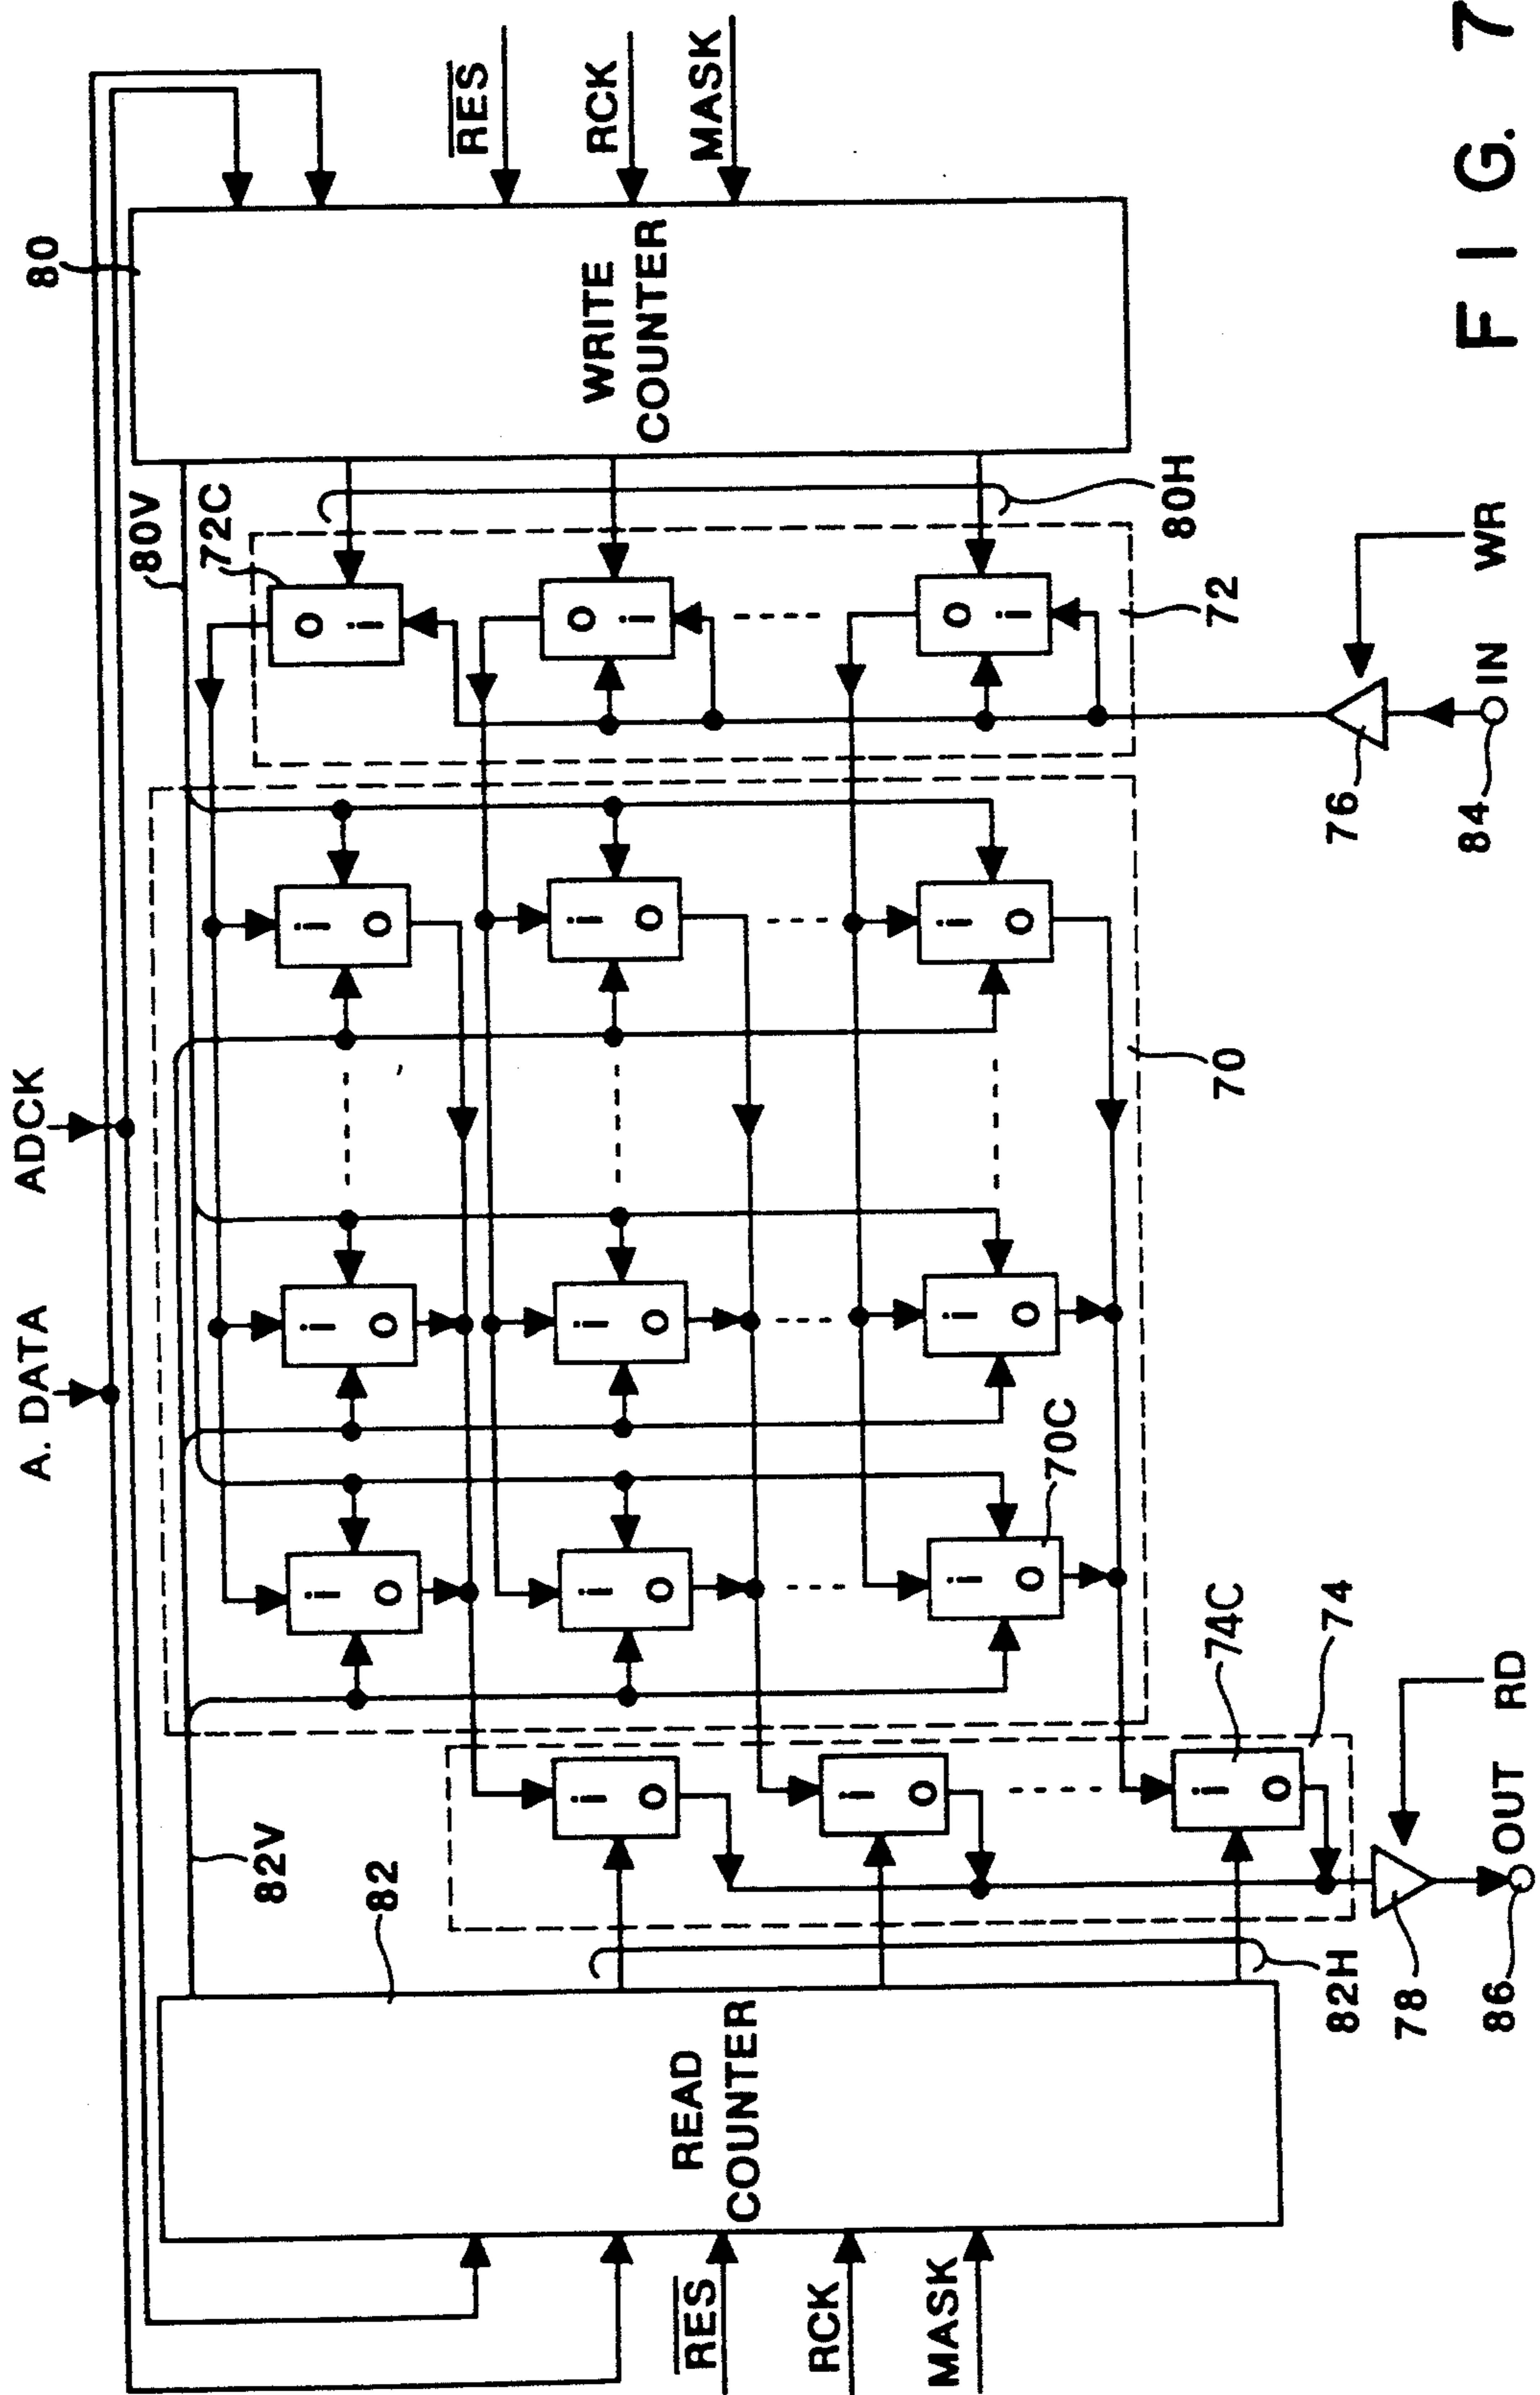 A. DATA
ADCK
READ
COUNTER
82
82V
82H
RES
RCK
MASK
i
O
i
O
i
O
74C
74
78
86
OUT
RD
i
O
i
O
i
O
i
O
i
O
i
O
i
O
i
O
i
O
70C
70
O
i
O
i
O
i
72C
72
80V
80H
76
84
IN
WR
WRITE
COUNTER
80
RES
RCK
MASK
FIG. 7